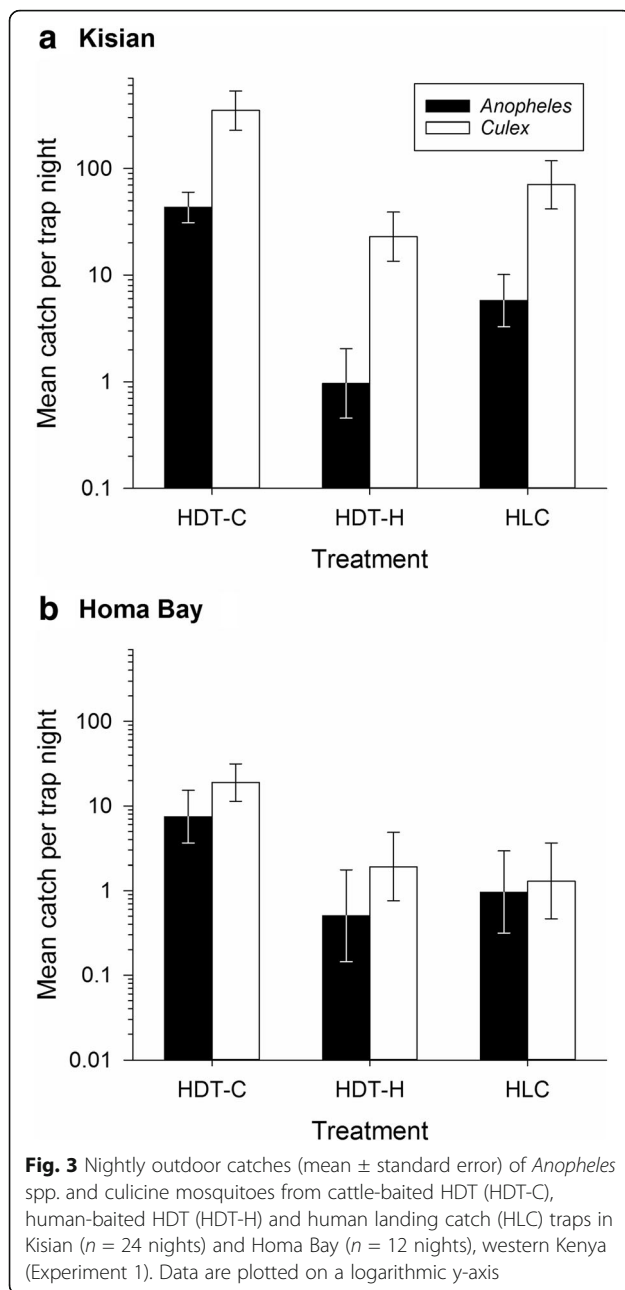 a Kisian
Anopheles
Culex
Mean catch per trap night
100
10
1
0.1
HDT-C HDT-H HLC
Treatment
b Homa Bay
Mean catch per trap night
100
10
1
0.1
0.01
HDT-C HDT-H HLC
Treatment
Fig. 3 Nightly outdoor catches (mean ± standard error) of Anopheles
spp. and culicine mosquitoes from cattle-baited HDT (HDT-C),
human-baited HDT (HDT-H) and human landing catch (HLC) traps in
Kisian (n = 24 nights) and Homa Bay (n = 12 nights), western Kenya
(Experiment 1). Data are plotted on a logarithmic y-axis